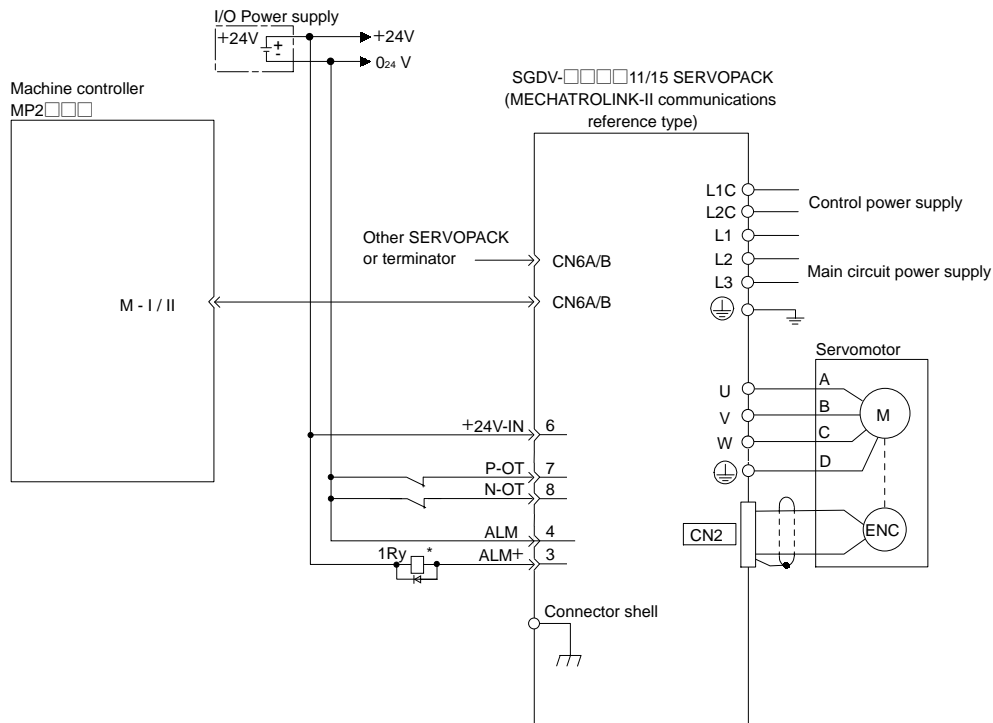 I/O Power supply
+24V
+
-
+24V
024 V
Machine controller
MP2□□□
SGDV-□□□□11/15 SERVOPACK
(MECHATROLINK-II communications
reference type)
L1C
L2C
Control power supply
L1
L2
L3
Main circuit power supply
Other SERVOPACK
or terminator
CN6A/B
M - I / II
CN6A/B
Servomotor
U
A
V
B
M
W
C
D
+24V-IN
6
P-OT
7
N-OT
8
ALM
4
1Ry
*
ALM+
3
CN2
ENC
Connector shell